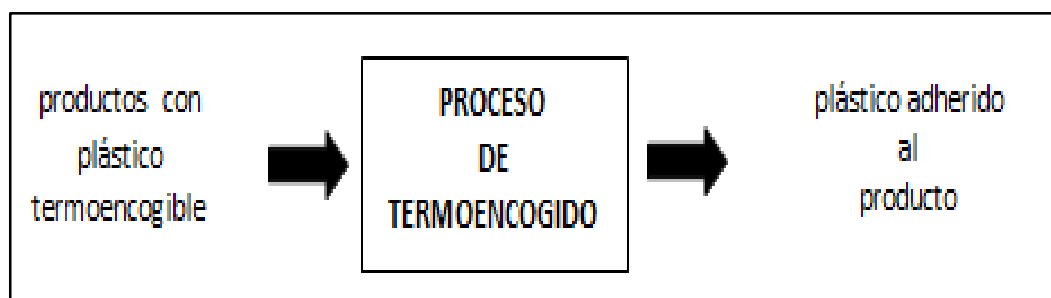 productos con
plástico
termoencogible
PROCESO
DE
TERMOENCOGIDO
plástico adherido
al
producto